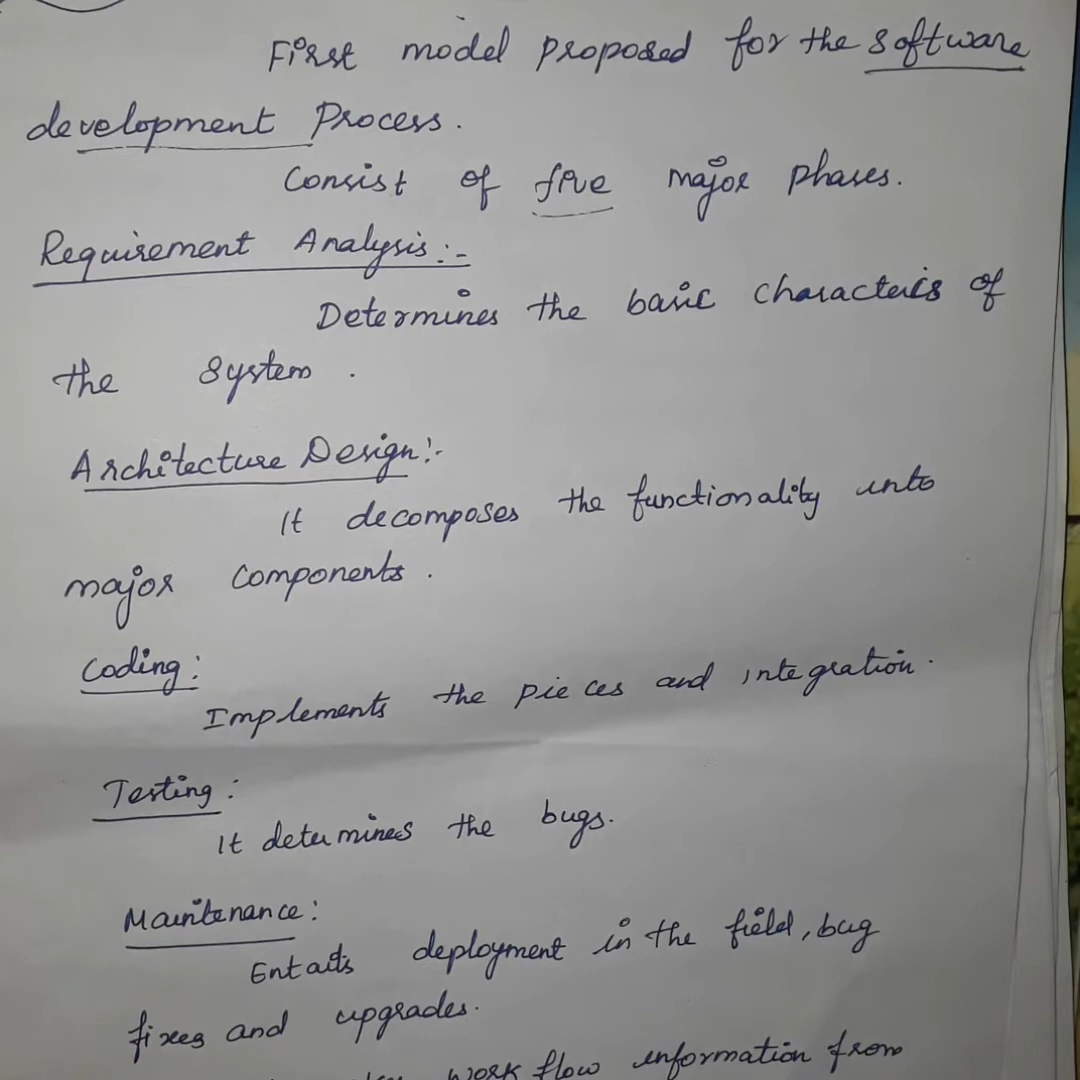 First model proposed for the software
development Process.
Consist of five major phases.
Requirement Analysis:-
Determines the basic characteris of
the System.
Architecture Design:-
It decomposes the functionality into
major components.
Coding:
Implements the pieces and integration.
Testing:
It determines the bugs.
Maintenance:
Entails deployment in the field, bug
fixes and upgrades.
work flow information from